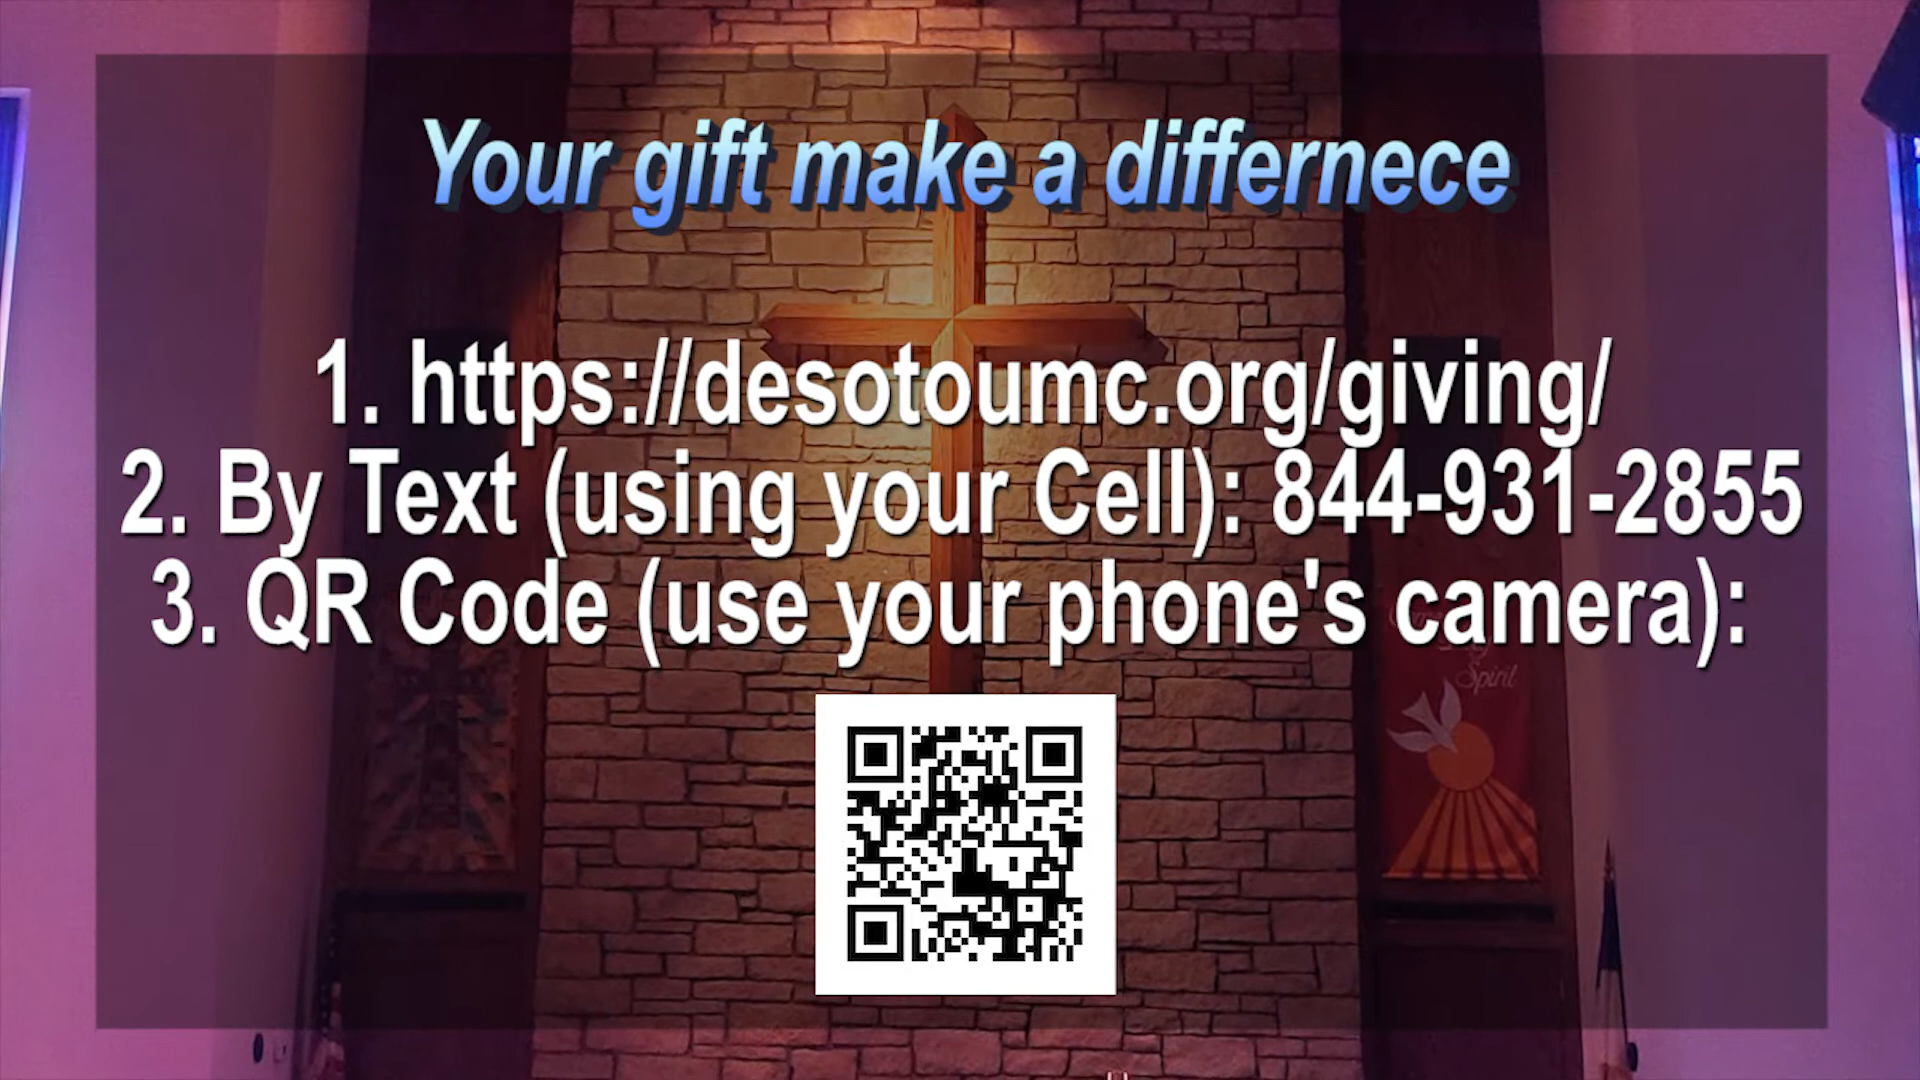 Your gift make a differnece
1. https://desotoumc.org/giving/
2. By Text (using your Cell): 844-931-2855
3. QR Code (use your phone's camera):
Spirit